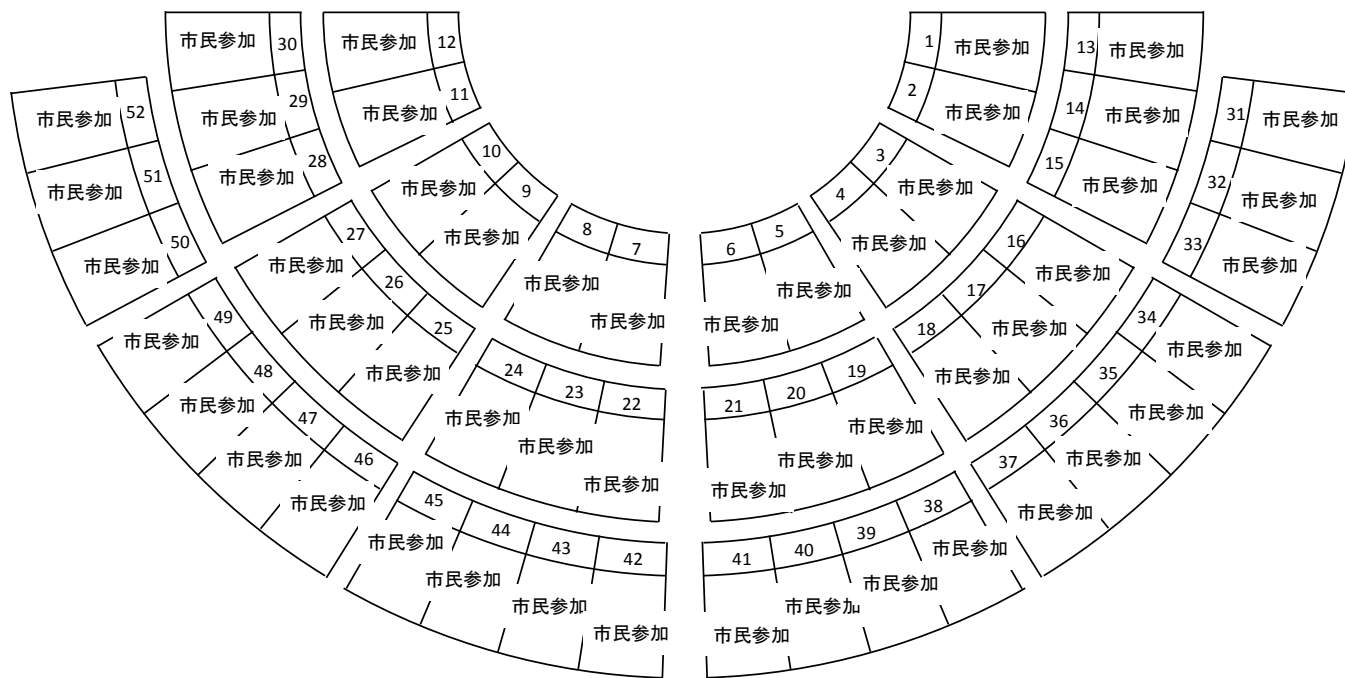 1 市民参加
2 市民参加
3 市民参加
4 市民参加
5 市民参加
6 市民参加
7 市民参加
8 市民参加
9 市民参加
10 市民参加
11 市民参加
12 市民参加
13 市民参加
14 市民参加
15 市民参加
16 市民参加
17 市民参加
18 市民参加
19 市民参加
20 市民参加
21 市民参加
22 市民参加
23 市民参加
24 市民参加
25 市民参加
26 市民参加
27 市民参加
28 市民参加
29 市民参加
30 市民参加
31 市民参加
32 市民参加
33 市民参加
34 市民参加
35 市民参加
36 市民参加
37 市民参加
38 市民参加
39 市民参加
40 市民参加
41 市民参加
42 市民参加
43 市民参加
44 市民参加
45 市民参加
46 市民参加
47 市民参加
48 市民参加
49 市民参加
50 市民参加
51 市民参加
52 市民参加